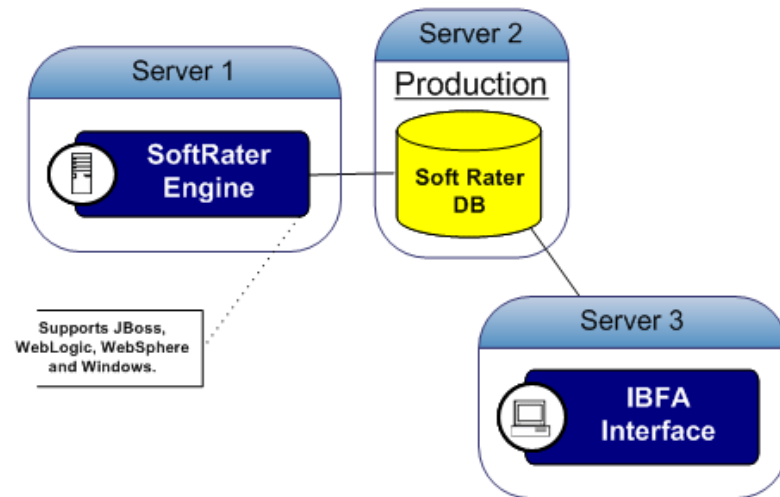 Server 1
SoftRater
Engine
Server 2
Production
Soft Rater
DB
Supports JBoss,
WebLogic, WebSphere
and Windows.
Server 3
IBFA
Interface